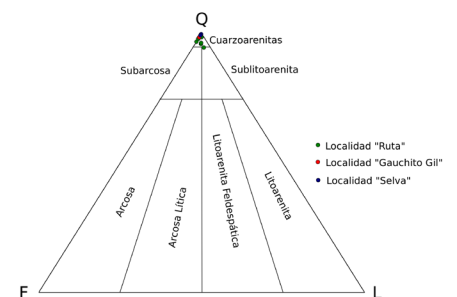 Q
Cuarzoarenitas
Subarcosa
Sublitoarenita
Localidad "Ruta"
Localidad "Gauchito Gil"
Localidad "Selva"
Arcosa
Arcosa Lítica
Litoarenita Feldespática
Litoarenita
F
L